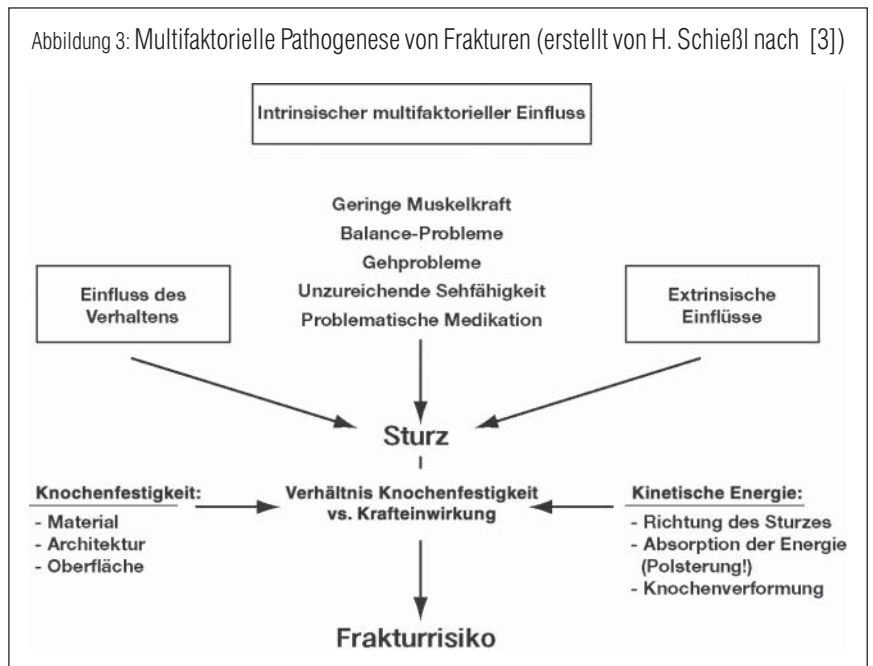 Abbildung 3: Multifaktorielle Pathogenese von Frakturen (erstellt von H. Schießl nach [3])
Intrinsischer multifaktorieller Einfluss
Geringe Muskelkraft
Balance-Probleme
Gehprobleme
Unzureichende Sehfähigkeit
Problematische Medikation
Einfluss des
Verhaltens
Extrinsische
Einflüsse
Sturz
Knochenfestigkeit:
- Material
- Architektur
- Oberfläche
Verhältnis Knochenfestigkeit
vs. Krafteinwirkung
Kinetische Energie:
- Richtung des Sturzes
- Absorption der Energie
(Polsterung!)
- Knochenverformung
Frakturrisiko